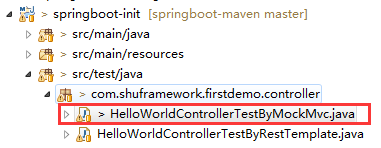 > springboot-init [springboot-maven master]
> src/main/java
> src/main/resources
> src/test/java
> com.shuframework.firstdemo.controller
> HelloWorldControllerTestByMockMvc.java
HelloWorldControllerTestByRestTemplate.java